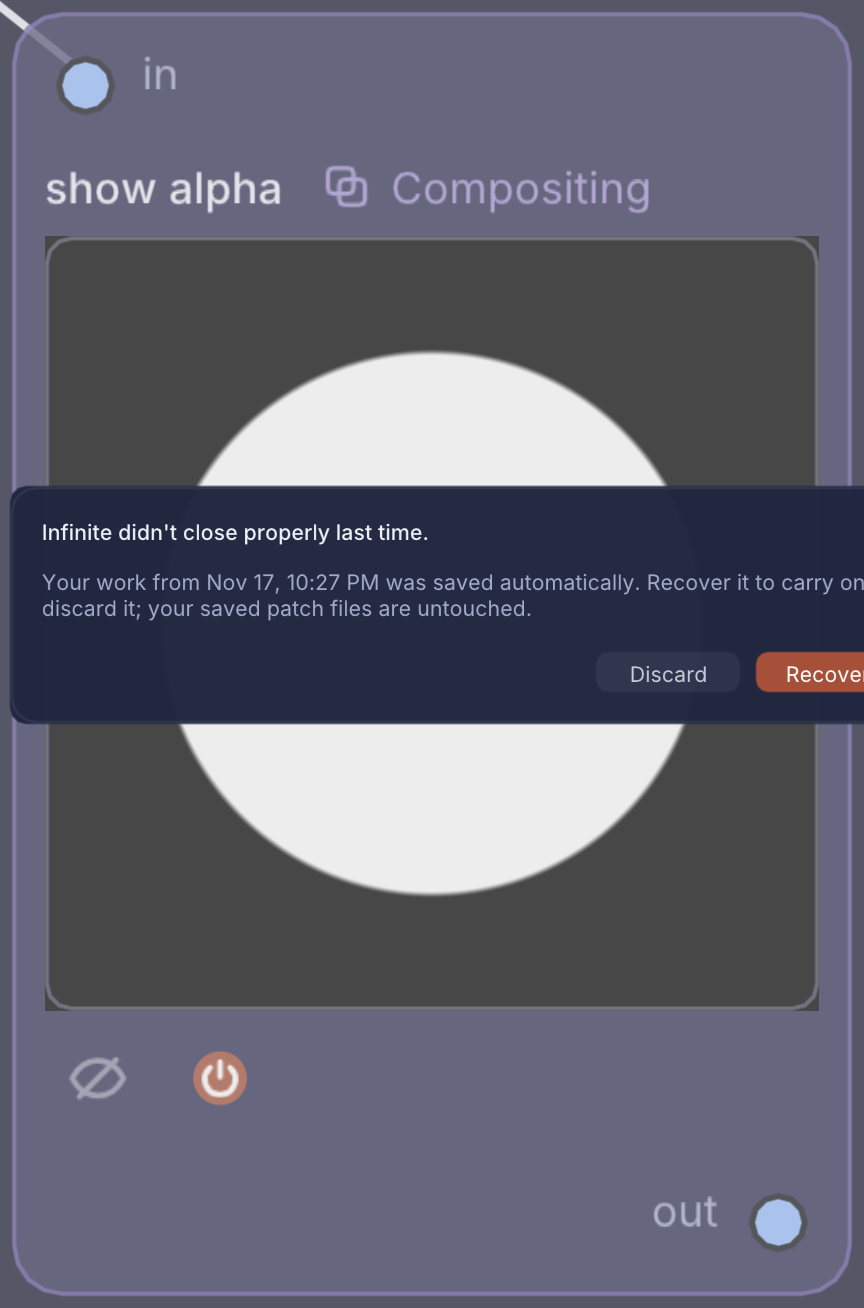 in
show alpha Compositing
Infinite didn't close properly last time.
Your work from Nov 17, 10:27 PM was saved automatically. Recover it to carry on
discard it; your saved patch files are untouched.
Discard Recover
out